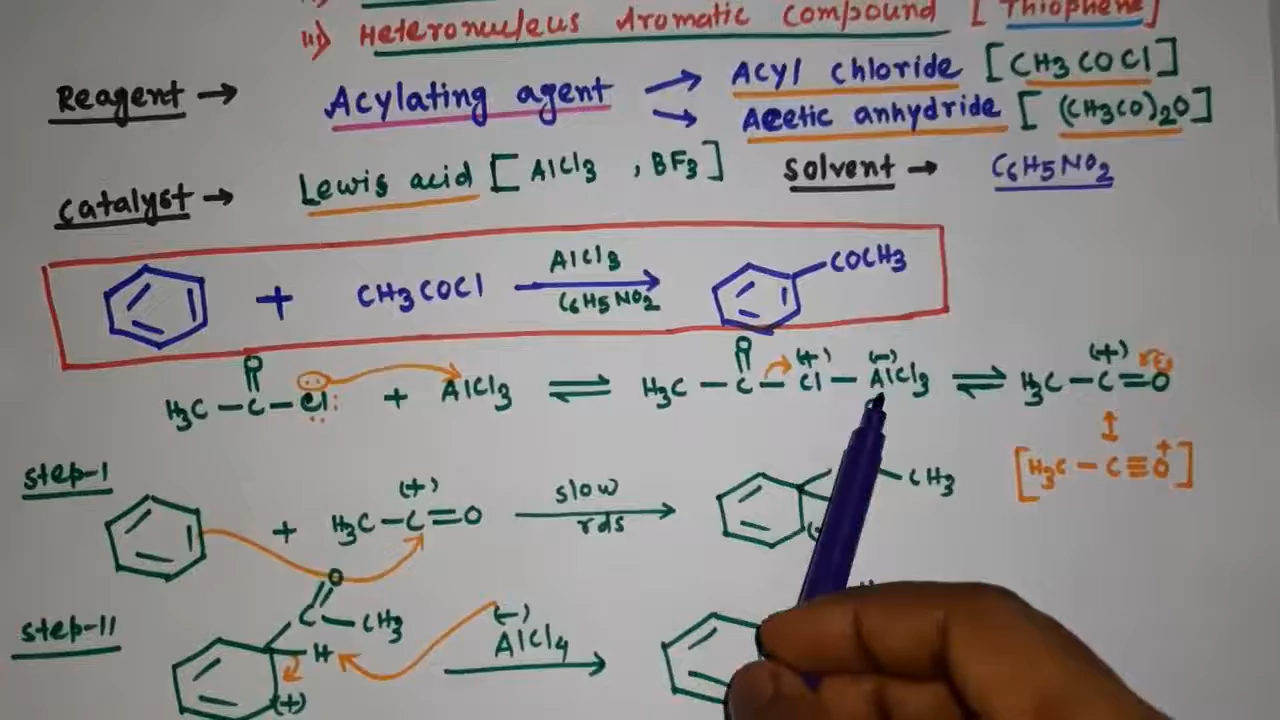 ii) Heteronucleus Aromatic Compound [Thiophene]
Reagent → Acylating agent → Acyl chloride [CH3COCl]
→ Acetic anhydride [(CH3CO)2O]
Catalyst → Lewis acid [AlCl3, BF3] Solvent → C6H5NO2
+ CH3COCl AlCl3 C6H5NO2 COCH3
O
H3C-C-Cl: + AlCl3 ⇌ H3C-C-Cl-AlCl3 ⇌ H3C-C=O
O (+) (-) (+)
↕
[H3C-C≡O+]
Step-I + H3C-C=O (+) slow rds → CH3
Step-II O C-CH3 H (+) (-) AlCl4 →